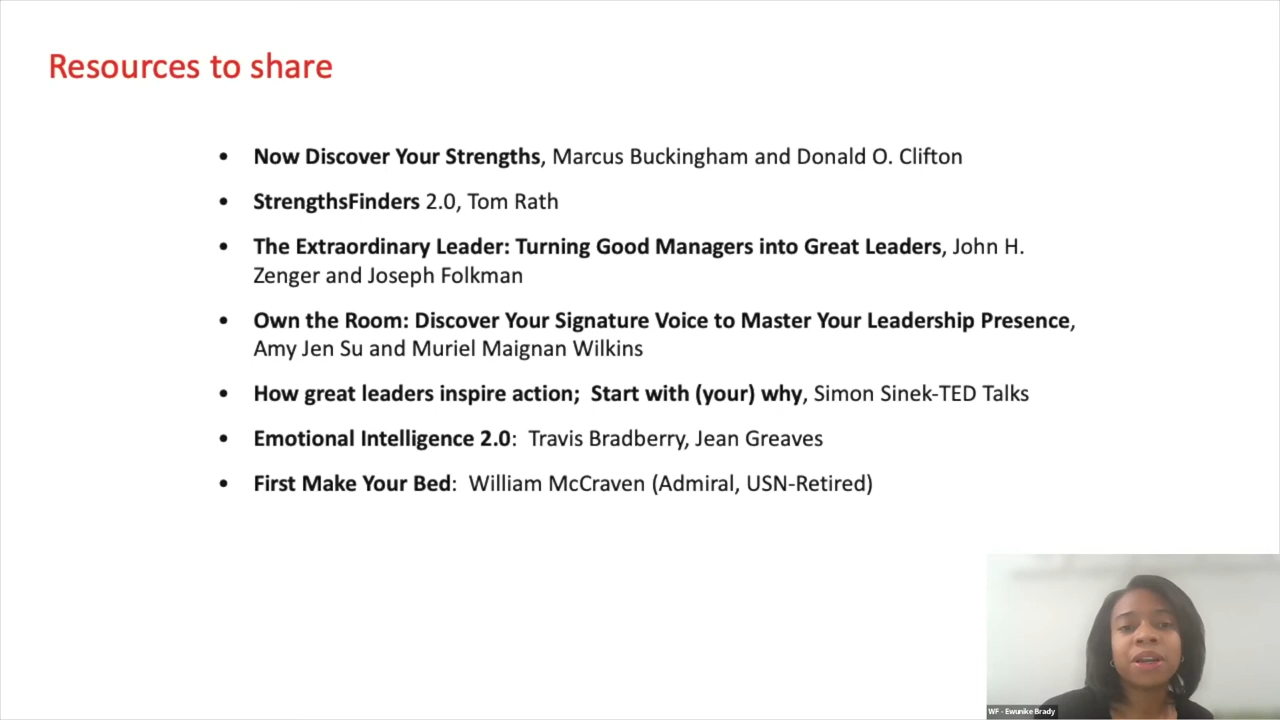 Resources to share
• Now Discover Your Strengths, Marcus Buckingham and Donald O. Clifton
• StrengthsFinders 2.0, Tom Rath
• The Extraordinary Leader: Turning Good Managers into Great Leaders, John H.
Zenger and Joseph Folkman
• Own the Room: Discover Your Signature Voice to Master Your Leadership Presence,
Amy Jen Su and Muriel Maignan Wilkins
• How great leaders inspire action;  Start with (your) why, Simon Sinek-TED Talks
• Emotional Intelligence 2.0:  Travis Bradberry, Jean Greaves
• First Make Your Bed:  William McCraven (Admiral, USN-Retired)
WF - Ewunike Brady